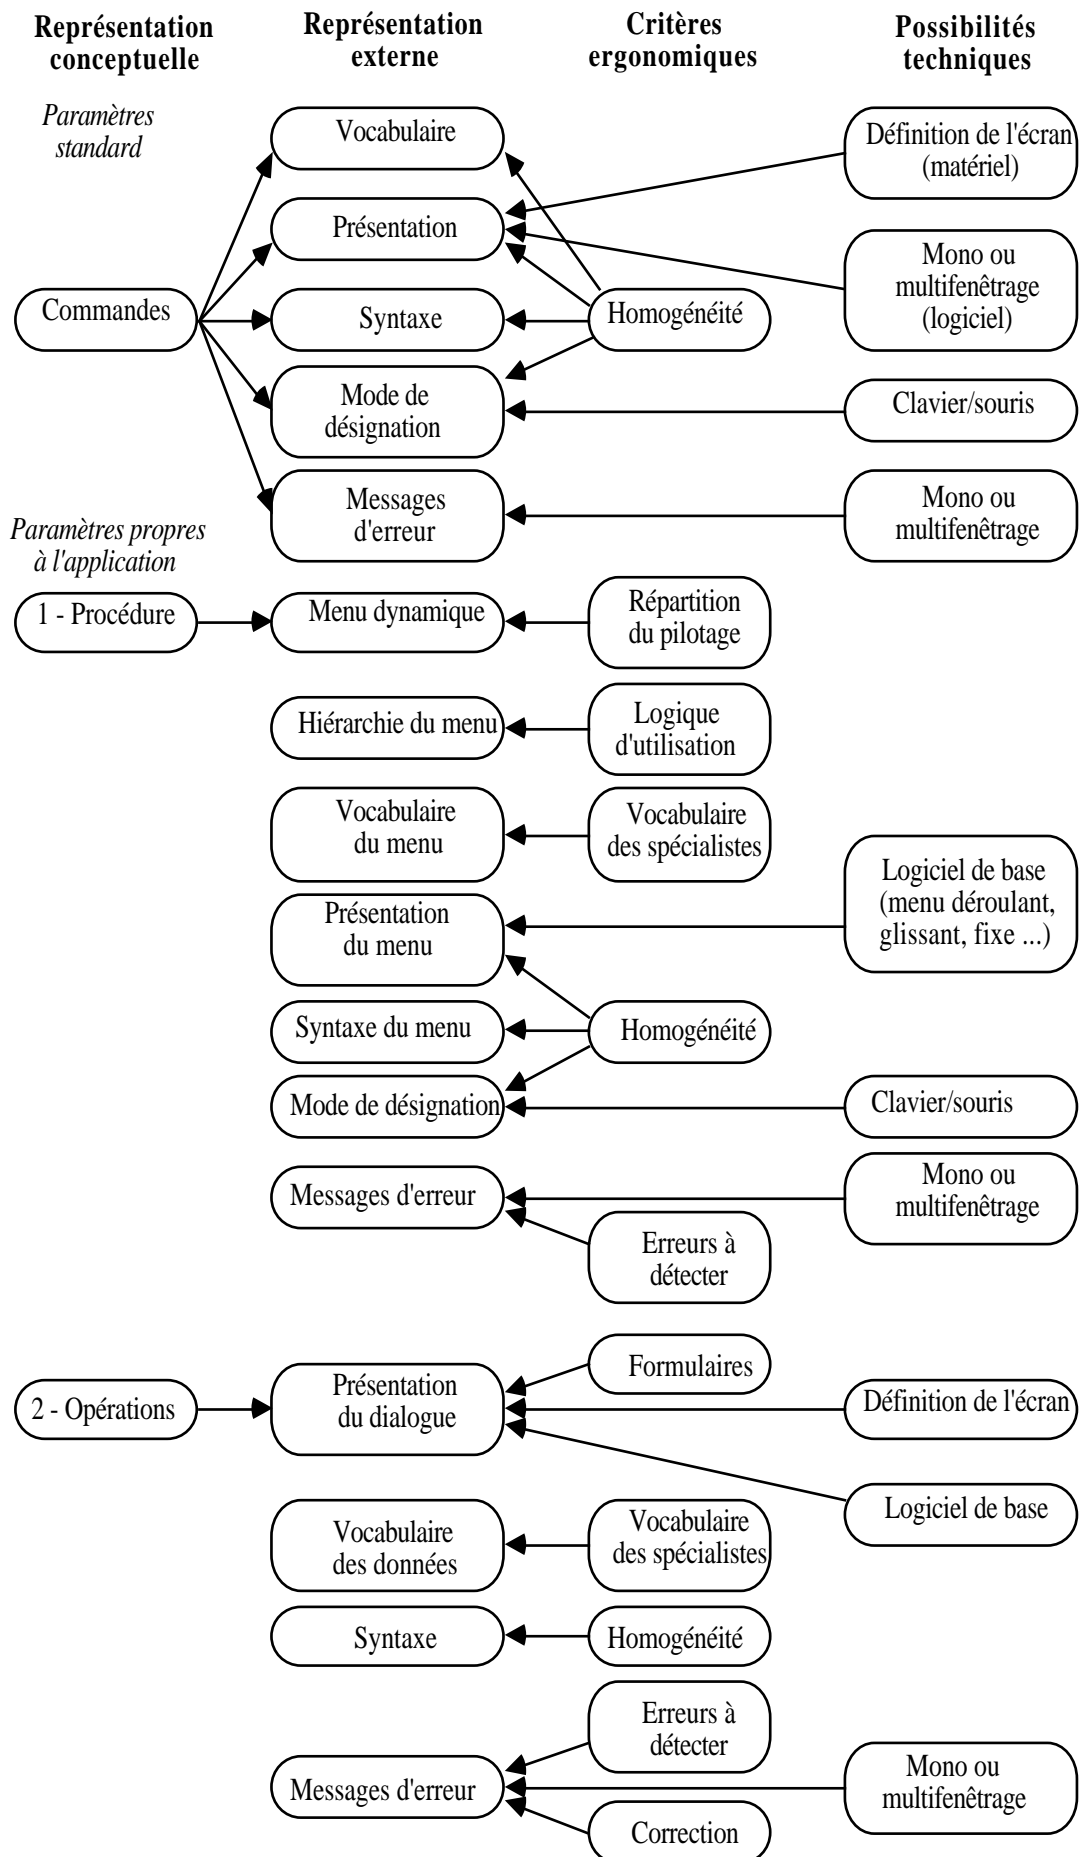 Représentation
conceptuelle
Représentation
externe
Critères
ergonomiques
Possibilités
techniques
Paramètres
standard
Vocabulaire
Définition de l'écran
(matériel)
Présentation
Mono ou
multifenêtrage
(logiciel)
Commandes
Syntaxe
Homogénéité
Mode de
désignation
Clavier/souris
Messages
d'erreur
Mono ou
multifenêtrage
Paramètres propres
à l'application
1 - Procédure
Menu dynamique
Répartition
du pilotage
Hiérarchie du menu
Logique
d'utilisation
Vocabulaire
du menu
Vocabulaire
des spécialistes
Logiciel de base
(menu déroulant,
glissant, fixe ...)
Présentation
du menu
Syntaxe du menu
Homogénéité
Mode de désignation
Clavier/souris
Messages d'erreur
Mono ou
multifenêtrage
Erreurs à
détecter
Formulaires
2 - Opérations
Présentation
du dialogue
Définition de l'écran
Logiciel de base
Vocabulaire
des données
Vocabulaire
des spécialistes
Syntaxe
Homogénéité
Erreurs à
détecter
Messages d'erreur
Mono ou
multifenêtrage
Correction